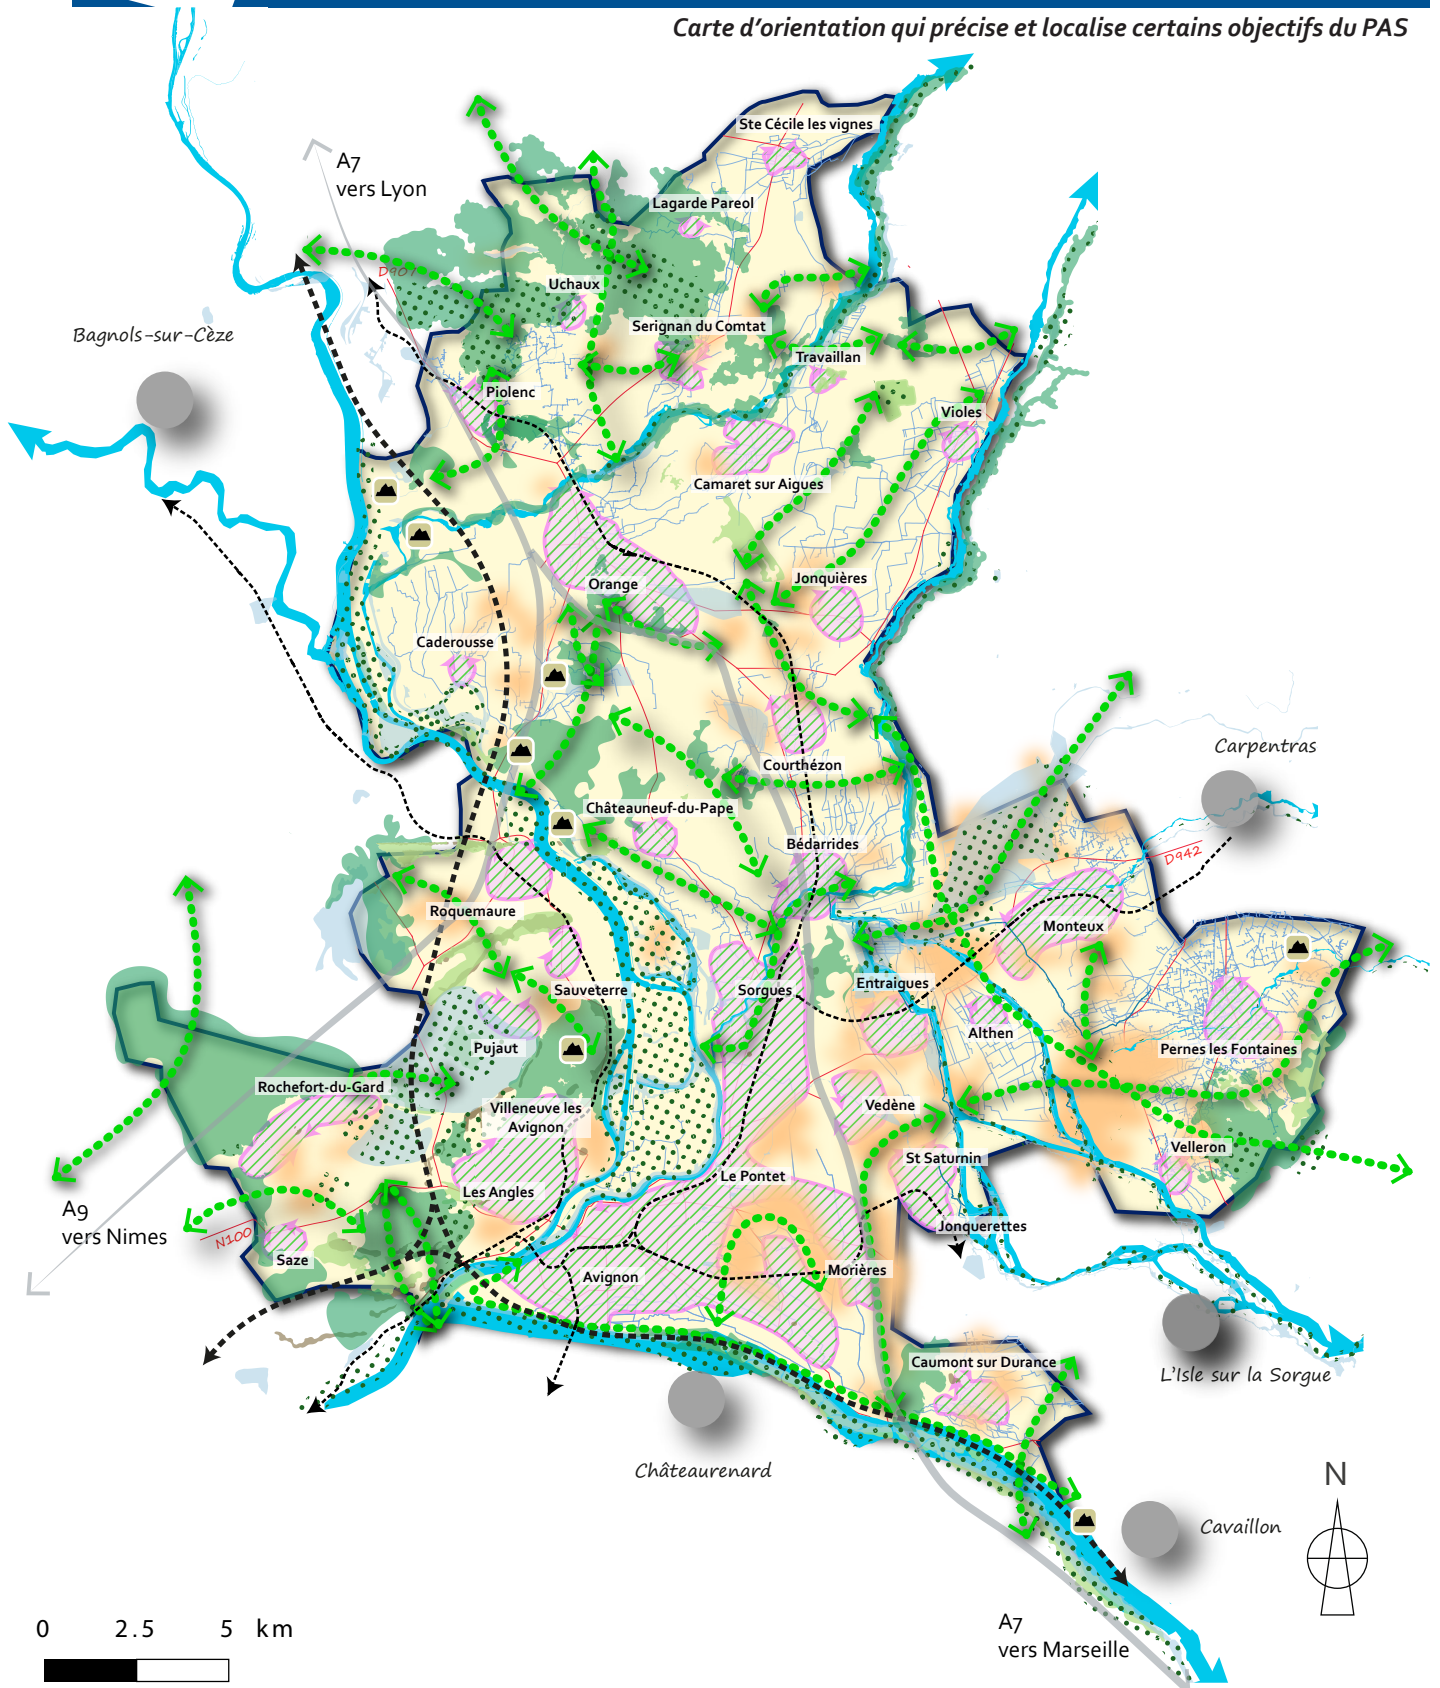 Carte d'orientation qui précise et localise certains objectifs du PAS
Ste Cécile les vignes
A7
vers Lyon
Lagarde Pareol
D907
Uchaux
Bagnols-sur-Cèze
Serignan du Comtat
Travaillan
Piolenc
Violes
Camaret sur Aigues
Orange
Jonquières
Caderousse
Carpentras
Courthézon
Châteauneuf-du-Pape
Bédarrides
D942
Roquemaure
Monteux
Sauveterre
Sorgues
Entraigues
Althen
Pujaut
Pernes les Fontaines
Rochefort-du-Gard
Villeneuve les
Avignon
Vedène
Velleron
St Saturnin
Le Pontet
Les Angles
A9
vers Nimes
N100
Jonquerettes
Saze
Morières
Avignon
Caumont sur Durance
L'Isle sur la Sorgue
Châteaurenard
N
Cavaillon
0 2.5 5 km
A7
vers Marseille